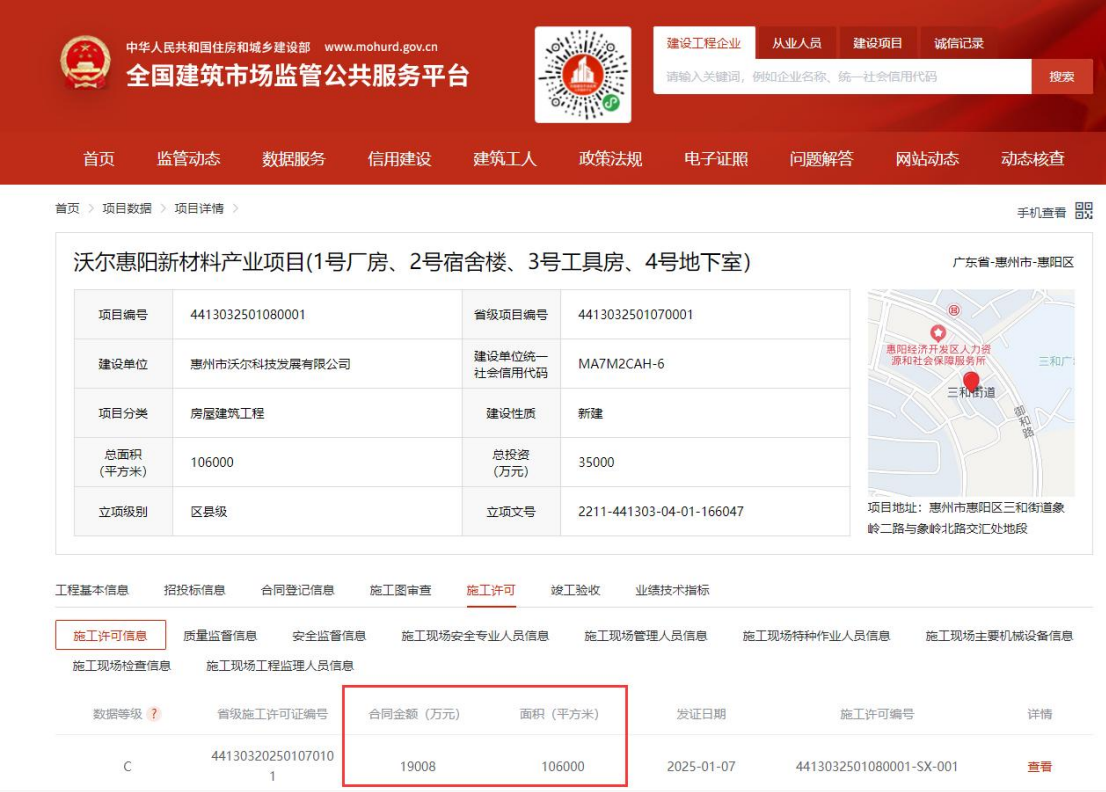 中华人民共和国住房和城乡建设部 www.mohurd.gov.cn
全国建筑市场监管公共服务平台
建设工程企业 从业人员 建设项目 诚信记录
请输入关键词，例如企业名称、统一社会信用代码 搜索
首页 监管动态 数据服务 信用建设 建筑工人 政策法规 电子证照 问题解答 网站动态 动态核查
首页 > 项目数据 > 项目详情 >
手机查看
沃尔惠阳新材料产业项目(1号厂房、2号宿舍楼、3号工具房、4号地下室)
广东省-惠州市-惠阳区
项目编号 4413032501080001 省级项目编号 4413032501070001
建设单位 惠州市沃尔科技发展有限公司 建设单位统一
社会信用代码 MA7M2CAH-6
项目分类 房屋建筑工程 建设性质 新建
总面积
(平方米) 106000 总投资
(万元) 35000
立项级别 区县级 立项文号 2211-441303-04-01-166047
惠阳经济开发区人力资
源和社会保障服务所
三和广
三和街道
御和路
项目地址：惠州市惠阳区三和街道象
岭二路与象岭北路交汇处地段
工程基本信息 招投标信息 合同登记信息 施工图审查 施工许可 竣工验收 业绩技术指标
施工许可信息 质量监督信息 安全监督信息 施工现场安全专业人员信息 施工现场管理人员信息 施工现场特种作业人员信息 施工现场主要机械设备信息
施工现场检查信息 施工现场工程监理人员信息
数据等级 ? 省级施工许可证编号 合同金额（万元） 面积（平方米） 发证日期 施工许可编号 详情
C 44130320250107010
1 19008 106000 2025-01-07 4413032501080001-SX-001 查看